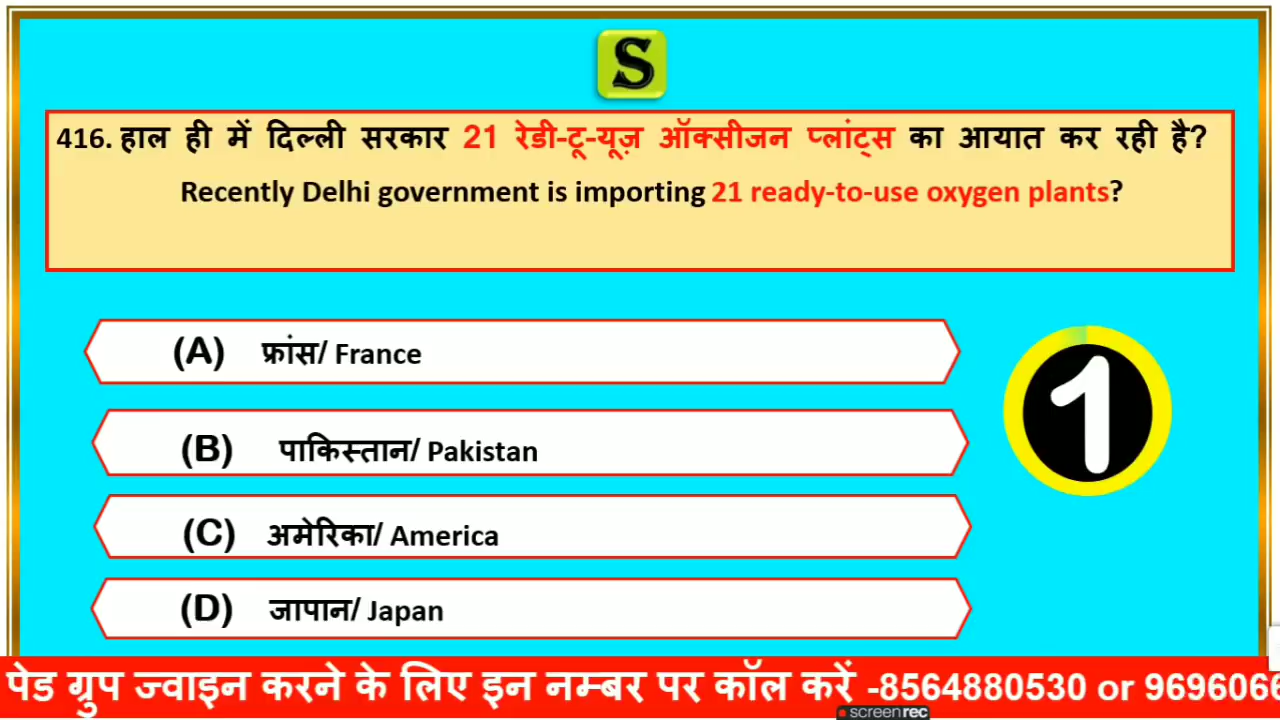 S
416. हाल ही में दिल्ली सरकार 21 रेडी-टू-यूज़ ऑक्सीजन प्लांट्स का आयात कर रही है?
Recently Delhi government is importing 21 ready-to-use oxygen plants?
(A) फ्रांस/ France
(B) पाकिस्तान/ Pakistan
1
(C) अमेरिका/ America
(D) जापान/ Japan
पेड ग्रुप ज्वाइन करने के लिए इन नम्बर पर कॉल करें -8564880530 or 969606
screenrec